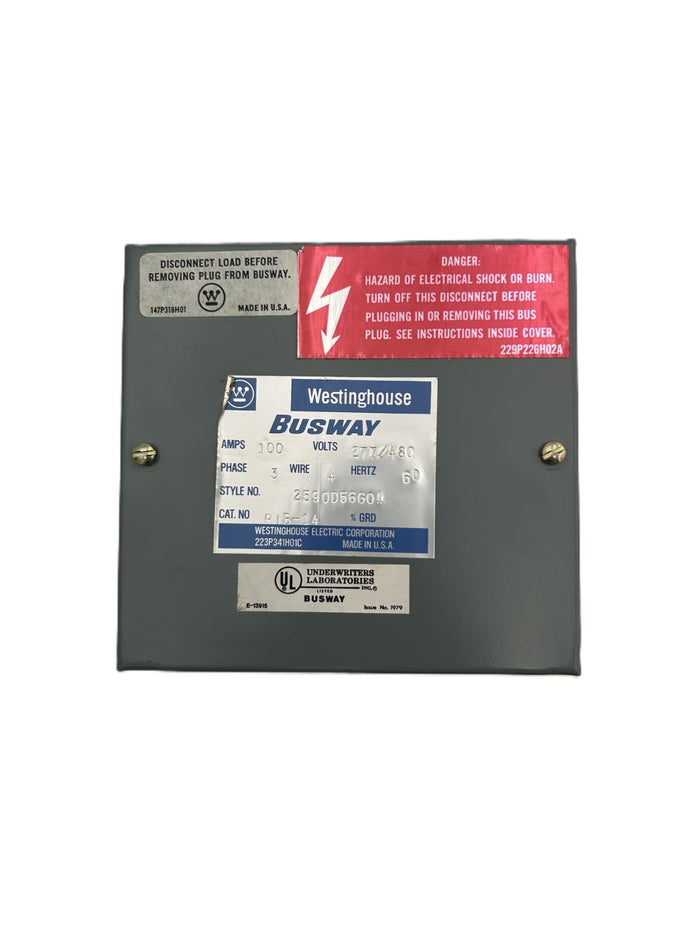 DISCONNECT LOAD BEFORE
REMOVING PLUG FROM BUSWAY.
W
147P319H01 MADE IN U.S.A.
DANGER:
HAZARD OF ELECTRICAL SHOCK OR BURN.
TURN OFF THIS DISCONNECT BEFORE
PLUGGING IN OR REMOVING THIS BUS
PLUG. SEE INSTRUCTIONS INSIDE COVER.
229P226H02A
W Westinghouse
BUSWAY
AMPS 100 VOLTS 277/480
PHASE 3 WIRE 4 HERTZ 60
STYLE NO. 2590D56G01
CAT. NO % GRD
WESTINGHOUSE ELECTRIC CORPORATION
223P341H01C MADE IN U.S.A.
UL UNDERWRITERS
LABORATORIES
INC.®
LISTED
BUSWAY
E-13915 Issue No. 1979